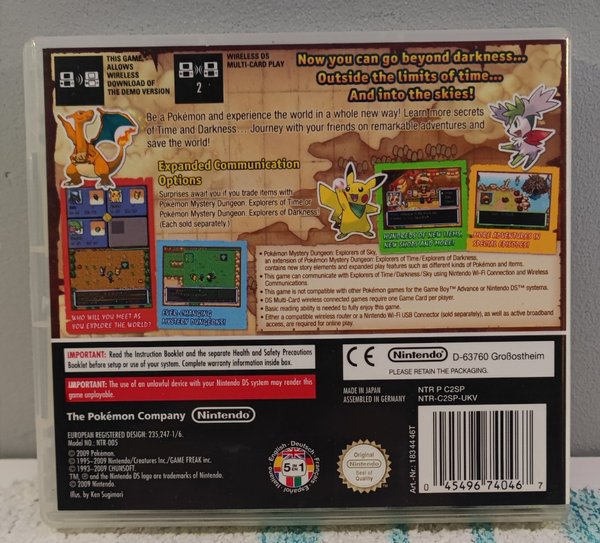 THIS GAME
ALLOWS
WIRELESS
DOWNLOAD OF
THE DEMO VERSION
WIRELESS DS
MULTI-CARD PLAY
2
Now you can go beyond darkness...
Outside the limits of time...
And into the skies!
Be a Pokémon and experience the world in a whole new way! Learn more secrets
of Time and Darkness... Journey with your friends on remarkable adventures and
save the world!
Expanded Communication
Options
Surprises await you if you trade items with
Pokémon Mystery Dungeon: Explorers of Time or
Pokémon Mystery Dungeon: Explorers of Darkness!
(Each sold separately.)
HUNDREDS OF NEW ITEMS,
NEW SHOPS AND MORE!
MORE ADVENTURES IN
SPECIAL EPISODES!
WHO WILL YOU MEET AS
YOU EXPLORE THE WORLD?
EVER-CHANGING
MYSTERY DUNGEONS!
• Pokémon Mystery Dungeon: Explorers of Sky,
an extension of Pokémon Mystery Dungeon: Explorers of Time/Explorers of Darkness,
contains new story elements and expanded play features such as different kinds of Pokémon and items.
• This game can communicate with Explorers of Darkness/Time/Sky using Nintendo Wi-Fi Connection and Wireless
Communications.
• This game is not compatible with other Pokémon games for the Game Boy™ Advance or Nintendo DS™ systems.
• DS Multi-Card wireless connected games require one Game Card per player.
• Basic reading ability is needed to fully enjoy this game.
• Either a compatible wireless router or a Nintendo Wi-Fi USB Connector (sold separately), as well as active broadband
access, are required for online play.
IMPORTANT: Read the Instruction Booklet and the separate Health and Safety Precautions
Booklet before setup or use of your system. Complete warranty information inside box.
IMPORTANT: The use of an unlawful device with your Nintendo DS system may render this
game unplayable.
The Pokémon Company Nintendo
EUROPEAN REGISTERED DESIGN: 235,247-1/6.
Model NO.: NTR-005
© 2009 Pokémon.
© 1995–2009 Nintendo/Creatures Inc./GAME FREAK inc.
© 1993–2009 CHUNSOFT.
TM, ® and the Nintendo DS logo are trademarks of Nintendo.
© 2009 Nintendo.
Illus. by Ken Sugimori
CE Nintendo D-63760 Großostheim
PLEASE RETAIN THE PACKAGING.
MADE IN JAPAN
ASSEMBLED IN GERMANY
NTR P C2SP
NTR-C2SP-UKV
English - Deutsch
Français
Español
Italiano
5 in 1
Original
Nintendo
Seal of
Quality
Art.-Nr.: 1834446T
0 45496 74046 7